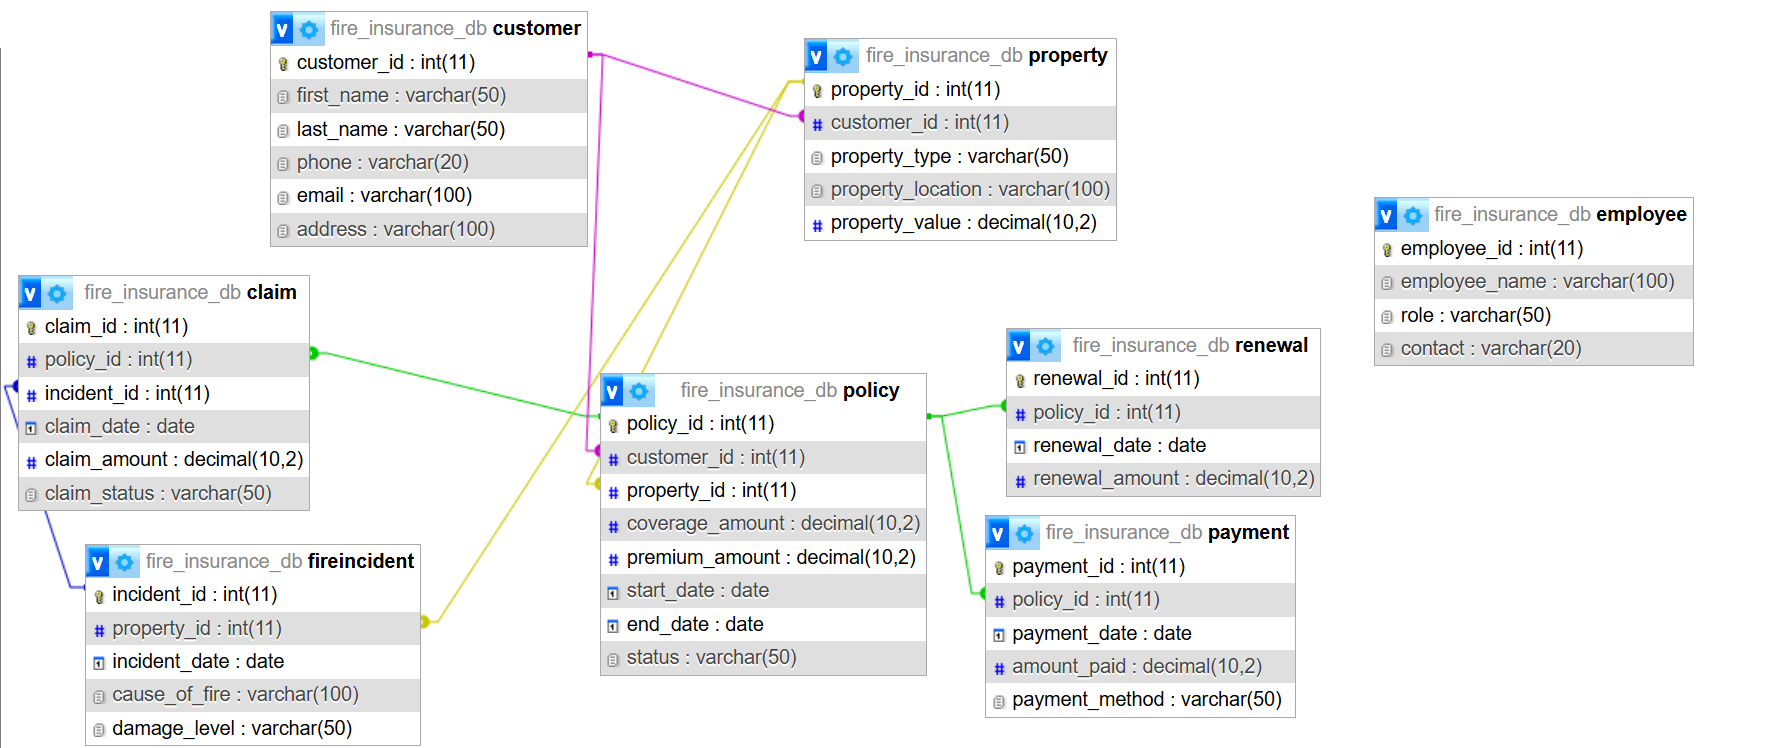 fire_insurance_db customer
customer_id : int(11)
first_name : varchar(50)
last_name : varchar(50)
phone : varchar(20)
email : varchar(100)
address : varchar(100)
fire_insurance_db property
property_id : int(11)
customer_id : int(11)
property_type : varchar(50)
property_location : varchar(100)
property_value : decimal(10,2)
fire_insurance_db employee
employee_id : int(11)
employee_name : varchar(100)
role : varchar(50)
contact : varchar(20)
fire_insurance_db claim
claim_id : int(11)
policy_id : int(11)
incident_id : int(11)
claim_date : date
claim_amount : decimal(10,2)
claim_status : varchar(50)
fire_insurance_db policy
policy_id : int(11)
customer_id : int(11)
property_id : int(11)
coverage_amount : decimal(10,2)
premium_amount : decimal(10,2)
start_date : date
end_date : date
status : varchar(50)
fire_insurance_db renewal
renewal_id : int(11)
policy_id : int(11)
renewal_date : date
renewal_amount : decimal(10,2)
fire_insurance_db payment
payment_id : int(11)
policy_id : int(11)
payment_date : date
amount_paid : decimal(10,2)
payment_method : varchar(50)
fire_insurance_db fireincident
incident_id : int(11)
property_id : int(11)
incident_date : date
cause_of_fire : varchar(100)
damage_level : varchar(50)